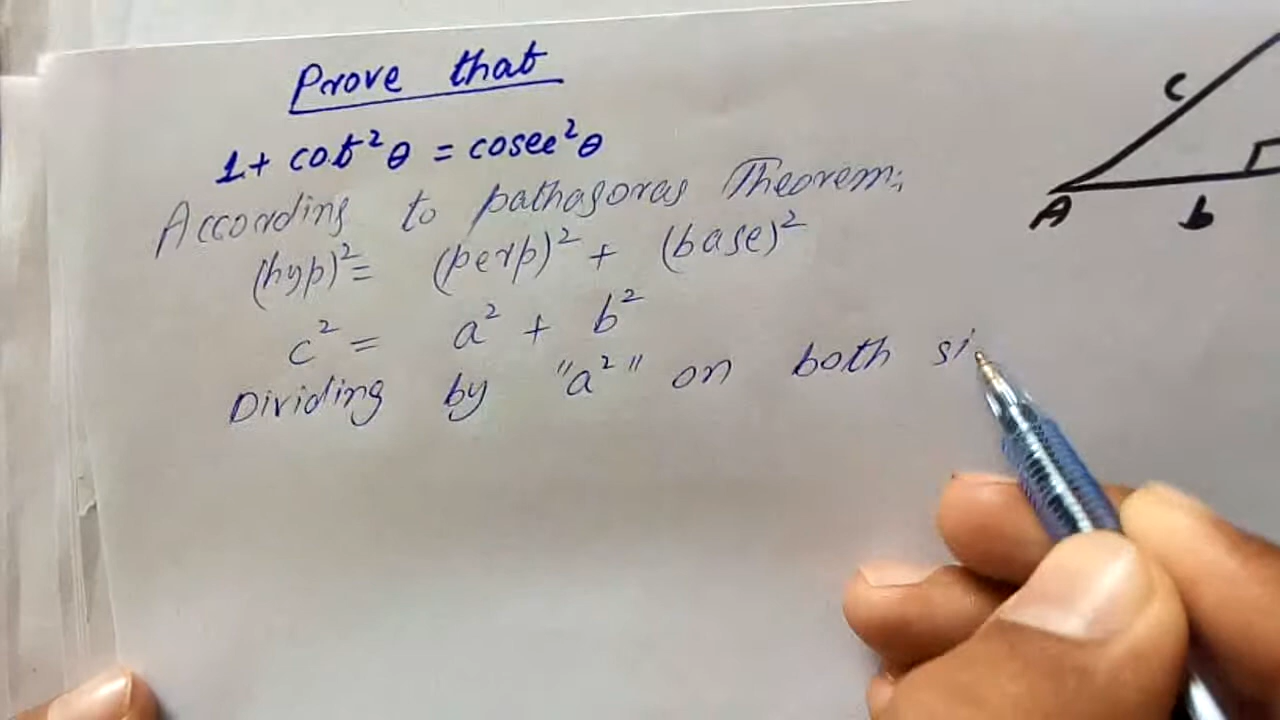 Prove that
1 + cot²θ = cosec²θ
According to pathagoras Theorem;
(hyp)² = (perp)² + (base)²
c² = a² + b²
Dividing by "a²" on both si
C
A
b